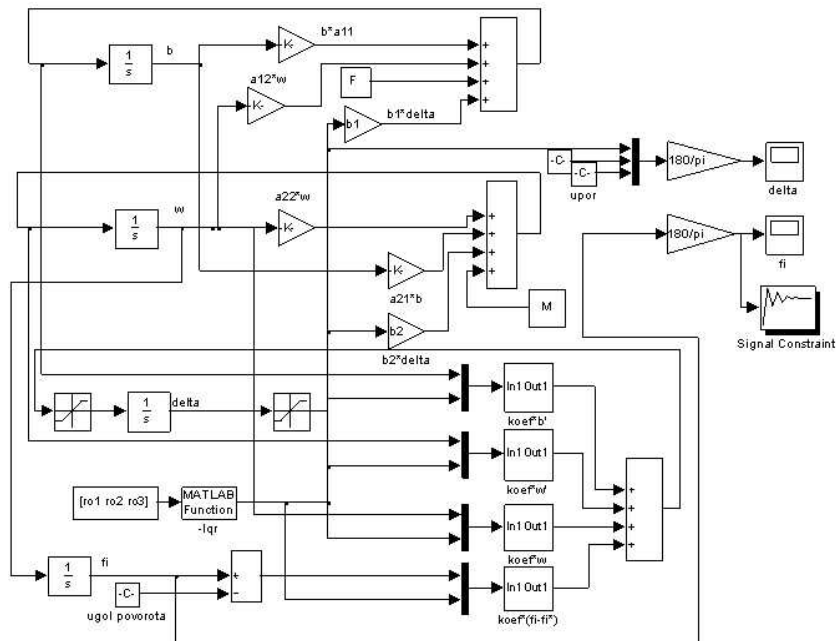 b*a11
1
s
b
-K-
+
+
+
+
a12*w
F
-K-
b1
b1*delta
-C-
-C-
upor
180/pi
delta
w
a22*w
1
s
-K-
+
+
+
+
180/pi
fi
-K-
a21*b
M
b2
b2*delta
Signal Constraint
1
s
delta
In1 Out1
koef*b'
In1 Out1
koef*w'
+
+
+
+
[ro1 ro2 ro3]
MATLAB
Function
-lqr
In1 Out1
koef*w
1
s
fi
+
−
-C-
ugol povorota
In1 Out1
koef*(fi-fi*)